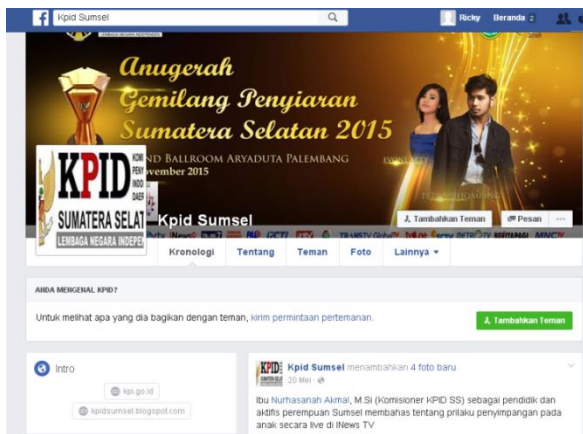 Kpid Sumsel
Ricky Beranda 2
Anugerah
Gemilang Penyiaran
Sumatera Selatan 2015
ND BALLROOM ARYADUTA PALEMBANG
vember 2015
KPID
SUMATERA SELAT
LEMBAGA NEGARA INDEPEN
Kpid Sumsel
Tambahkan Teman Pesan
Kronologi Tentang Teman Foto Lainnya
ANDA MENGENAL KPID?
Untuk melihat apa yang dia bagikan dengan teman, kirim permintaan pertemanan.
Tambahkan Teman
Intro
kpi.go.id
kpidsumsel.blogspot.com
Kpid Sumsel menambahkan 4 foto baru.
20 Mei
Ibu Nurhasanah Akmal, M.Si (Komisioner KPID SS) sebagai pendidik dan
aktifis perempuan Sumsel membahas tentang prilaku penyimpangan pada
anak secara live di INews TV